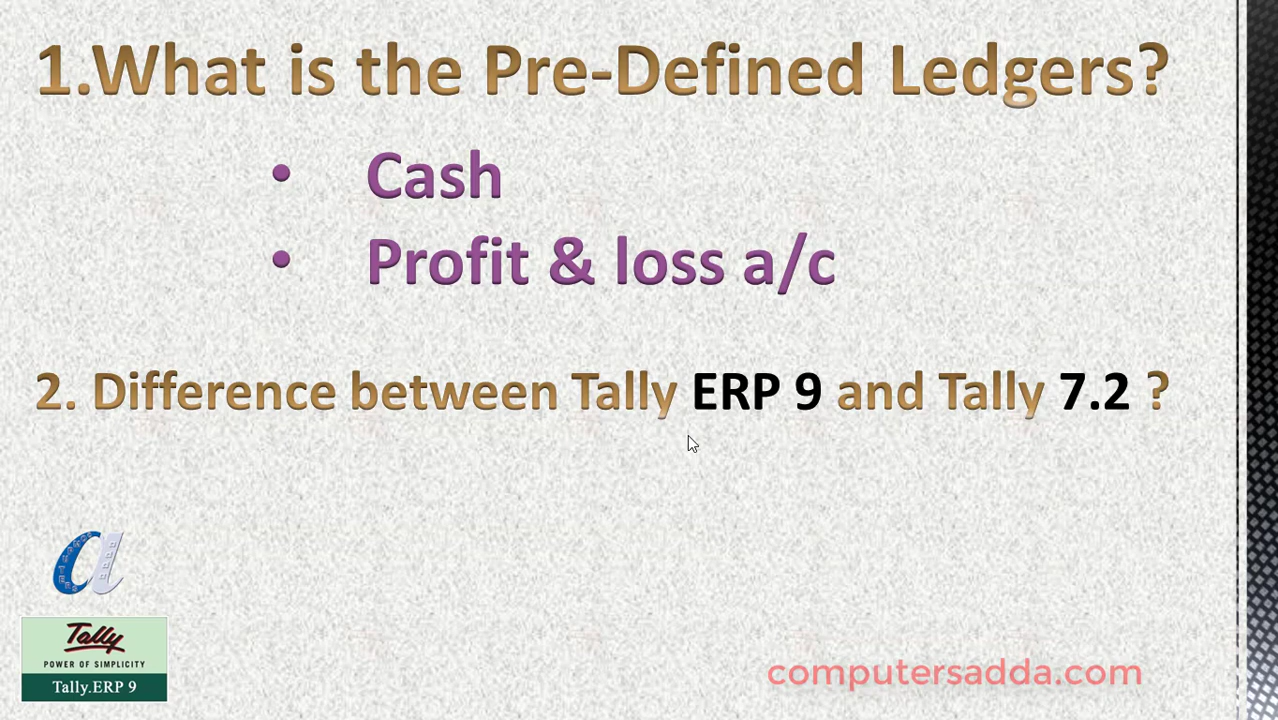 1.What is the Pre-Defined Ledgers?
• Cash
• Profit & loss a/c
2. Difference between Tally ERP 9 and Tally 7.2 ?
a
Tally
POWER OF SIMPLICITY
Tally.ERP 9
computersadda.com